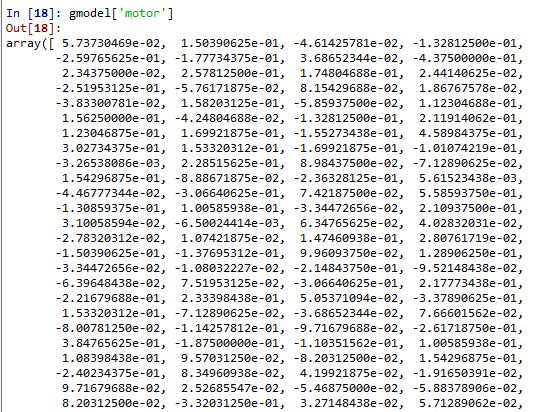 In [18]: gmodel['motor']
Out[18]:
array([ 5.73730469e-02, 1.50390625e-01, -4.61425781e-02, -1.32812500e-01,
-2.59765625e-01, -1.77734375e-01, 3.68652344e-02, -4.37500000e-01,
2.34375000e-02, 2.57812500e-01, 1.74804688e-01, 2.44140625e-02,
-2.51953125e-01, -5.76171875e-02, 8.15429688e-02, 1.86767578e-02,
-3.83300781e-02, 1.58203125e-01, -5.85937500e-02, 1.12304688e-01,
1.56250000e-01, -4.24804688e-02, -1.32812500e-01, 2.11914062e-01,
1.23046875e-01, 1.69921875e-01, -1.55273438e-01, 4.58984375e-01,
3.02734375e-01, 1.53320312e-01, -1.69921875e-01, -1.01074219e-01,
-3.26538086e-03, 2.28515625e-01, 8.98437500e-02, -7.12890625e-02,
1.54296875e-01, -8.88671875e-02, -2.36328125e-01, 5.61523438e-03,
-4.46777344e-02, -3.06640625e-01, 7.42187500e-02, 5.58593750e-01,
-1.30859375e-01, 1.00585938e-01, -3.34472656e-02, 2.10937500e-01,
3.10058594e-02, -6.50024414e-03, 6.34765625e-02, 4.02832031e-02,
-2.78320312e-02, 1.07421875e-02, 1.47460938e-01, 2.80761719e-02,
-1.50390625e-01, -1.37695312e-01, 9.96093750e-02, 1.28906250e-01,
-3.34472656e-02, -1.08032227e-02, -2.14843750e-01, -9.52148438e-02,
-6.39648438e-02, 7.51953125e-02, -3.06640625e-01, 2.17773438e-01,
-2.21679688e-01, 2.33398438e-01, 5.05371094e-02, -3.37890625e-01,
1.53320312e-01, -7.12890625e-02, -3.68652344e-02, 7.66601562e-02,
-8.00781250e-02, -1.14257812e-01, -9.71679688e-02, -2.61718750e-01,
3.84765625e-01, -1.87500000e-01, -1.10351562e-01, 1.00585938e-01,
1.08398438e-01, 9.57031250e-02, -8.20312500e-02, 1.54296875e-01,
-2.40234375e-01, 8.34960938e-02, 4.19921875e-02, -1.91650391e-02,
9.71679688e-02, 2.52685547e-02, -5.46875000e-02, -5.88378906e-02,
8.20312500e-02, -3.32031250e-01, 3.27148438e-02, 5.71289062e-02,